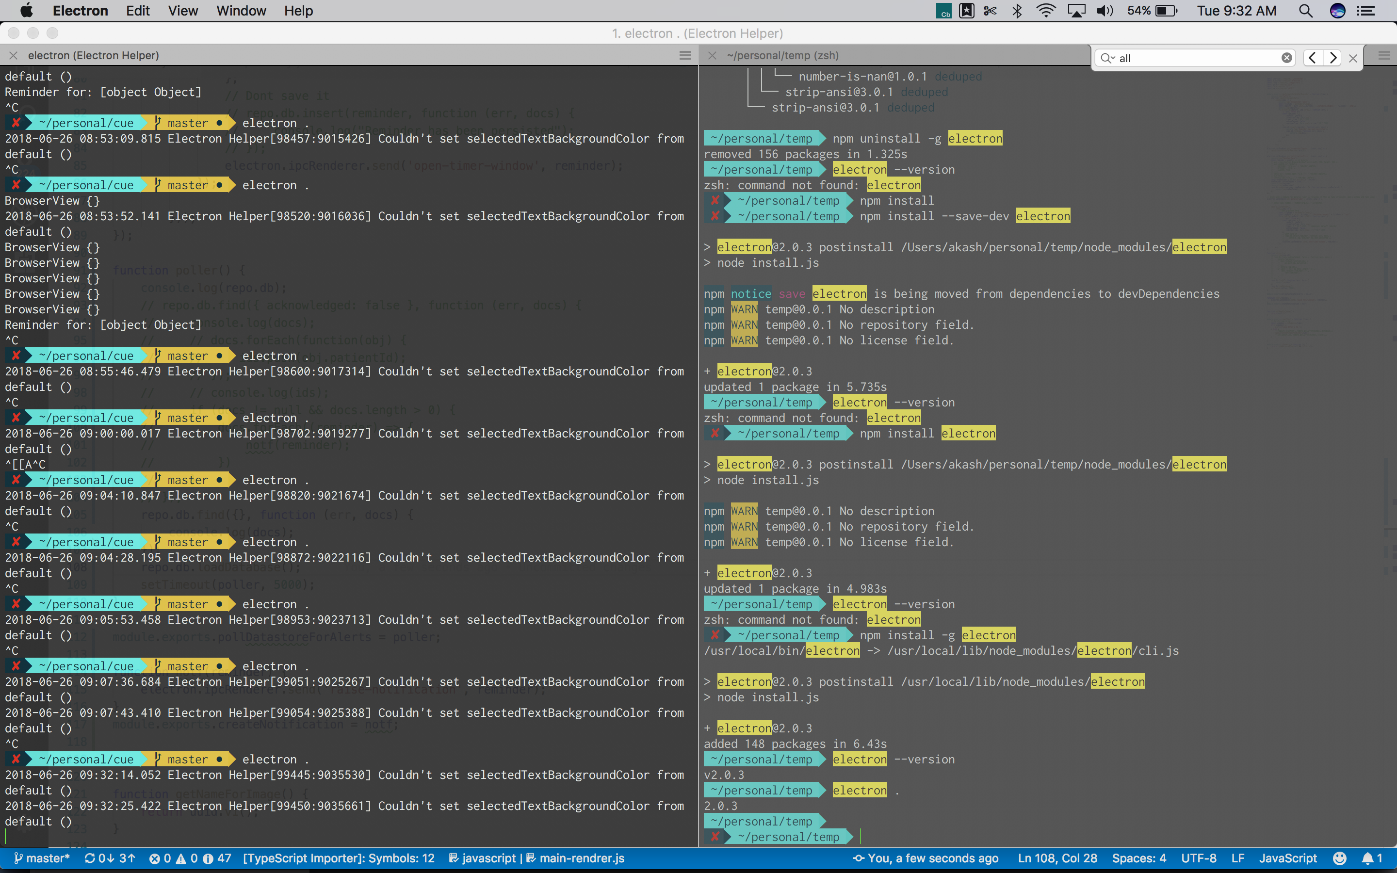 Electron Edit View Window Help 54% Tue 9:32 AM
1. electron . (Electron Helper)
electron (Electron Helper)
~/personal/temp (zsh)
all
default ()
Reminder for: [object Object]
^C
✘ ~/personal/cue master ● electron .
2018-06-26 08:53:09.815 Electron Helper[98457:9015426] Couldn't set selectedTextBackgroundColor from
default ()
^C
✘ ~/personal/cue master ● electron .
BrowserView {}
2018-06-26 08:53:52.141 Electron Helper[98520:9016036] Couldn't set selectedTextBackgroundColor from
default ()
BrowserView {}
BrowserView {}
BrowserView {}
BrowserView {}
BrowserView {}
Reminder for: [object Object]
^C
✘ ~/personal/cue master ● electron .
2018-06-26 08:55:46.479 Electron Helper[98600:9017314] Couldn't set selectedTextBackgroundColor from
default ()
^C
✘ ~/personal/cue master ● electron .
2018-06-26 09:00:00.017 Electron Helper[98702:9019277] Couldn't set selectedTextBackgroundColor from
default ()
^[[A^C
✘ ~/personal/cue master ● electron .
2018-06-26 09:04:10.847 Electron Helper[98820:9021674] Couldn't set selectedTextBackgroundColor from
default ()
^C
✘ ~/personal/cue master ● electron .
2018-06-26 09:04:28.195 Electron Helper[98872:9022116] Couldn't set selectedTextBackgroundColor from
default ()
^C
✘ ~/personal/cue master ● electron .
2018-06-26 09:05:53.458 Electron Helper[98953:9023713] Couldn't set selectedTextBackgroundColor from
default ()
^C
✘ ~/personal/cue master ● electron .
2018-06-26 09:07:36.684 Electron Helper[99051:9025267] Couldn't set selectedTextBackgroundColor from
default ()
2018-06-26 09:07:43.410 Electron Helper[99054:9025388] Couldn't set selectedTextBackgroundColor from
default ()
^C
✘ ~/personal/cue master ● electron .
2018-06-26 09:32:14.052 Electron Helper[99445:9035530] Couldn't set selectedTextBackgroundColor from
default ()
2018-06-26 09:32:25.422 Electron Helper[99450:9035661] Couldn't set selectedTextBackgroundColor from
default ()
number-is-nan@1.0.1 deduped
strip-ansi@3.0.1 deduped
strip-ansi@3.0.1 deduped
~/personal/temp npm uninstall -g electron
removed 156 packages in 1.325s
~/personal/temp electron --version
zsh: command not found: electron
✘ ~/personal/temp npm install
✘ ~/personal/temp npm install --save-dev electron
> electron@2.0.3 postinstall /Users/akash/personal/temp/node_modules/electron
> node install.js
npm notice save electron is being moved from dependencies to devDependencies
npm WARN temp@0.0.1 No description
npm WARN temp@0.0.1 No repository field.
npm WARN temp@0.0.1 No license field.
+ electron@2.0.3
updated 1 package in 5.735s
~/personal/temp electron --version
zsh: command not found: electron
✘ ~/personal/temp npm install electron
> electron@2.0.3 postinstall /Users/akash/personal/temp/node_modules/electron
> node install.js
npm WARN temp@0.0.1 No description
npm WARN temp@0.0.1 No repository field.
npm WARN temp@0.0.1 No license field.
+ electron@2.0.3
updated 1 package in 4.983s
~/personal/temp electron --version
zsh: command not found: electron
✘ ~/personal/temp npm install -g electron
/usr/local/bin/electron -> /usr/local/lib/node_modules/electron/cli.js
> electron@2.0.3 postinstall /usr/local/lib/node_modules/electron
> node install.js
+ electron@2.0.3
added 148 packages in 6.43s
~/personal/temp electron --version
v2.0.3
~/personal/temp electron .
2.0.3
~/personal/temp
✘ ~/personal/temp
master* 0↓ 3↑ 0 0 47 [TypeScript Importer]: Symbols: 12 javascript | main-rendrer.js You, a few seconds ago Ln 108, Col 28 Spaces: 4 UTF-8 LF JavaScript 1